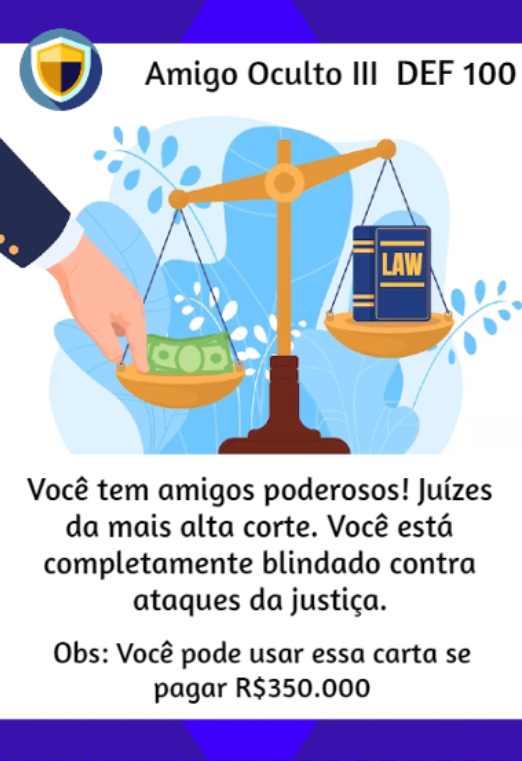 Amigo Oculto III DEF 100
LAW
Você tem amigos poderosos! Juízes
da mais alta corte. Você está
completamente blindado contra
ataques da justiça.
Obs: Você pode usar essa carta se
pagar R$350.000